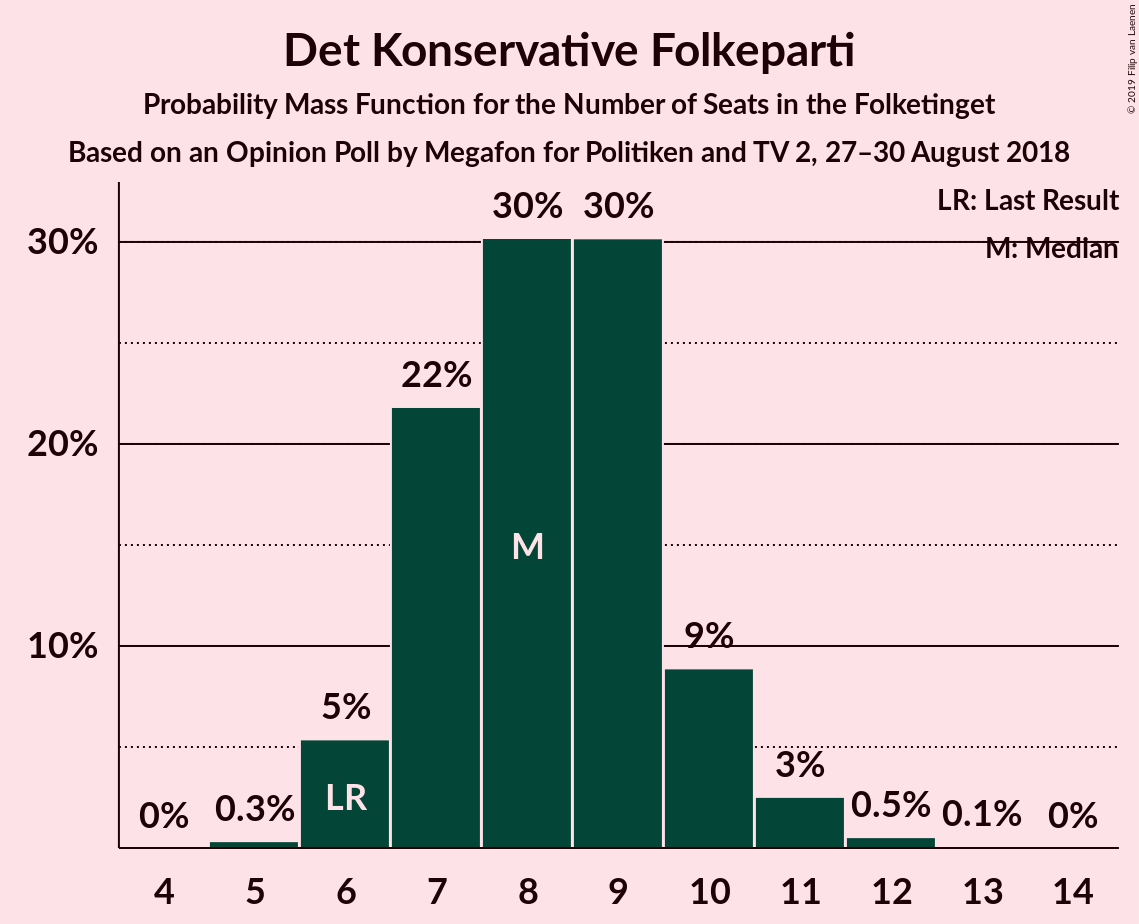 Det Konservative Folkeparti
Probability Mass Function for the Number of Seats in the Folketinget
Based on an Opinion Poll by Megafon for Politiken and TV 2, 27–30 August 2018
© 2019 Filip van Laenen
LR: Last Result
M: Median
30% 30%
30%
22%
20%
M
10%
9%
5%
3%
LR
0% 0.3% 0.5% 0.1% 0%
4 5 6 7 8 9 10 11 12 13 14